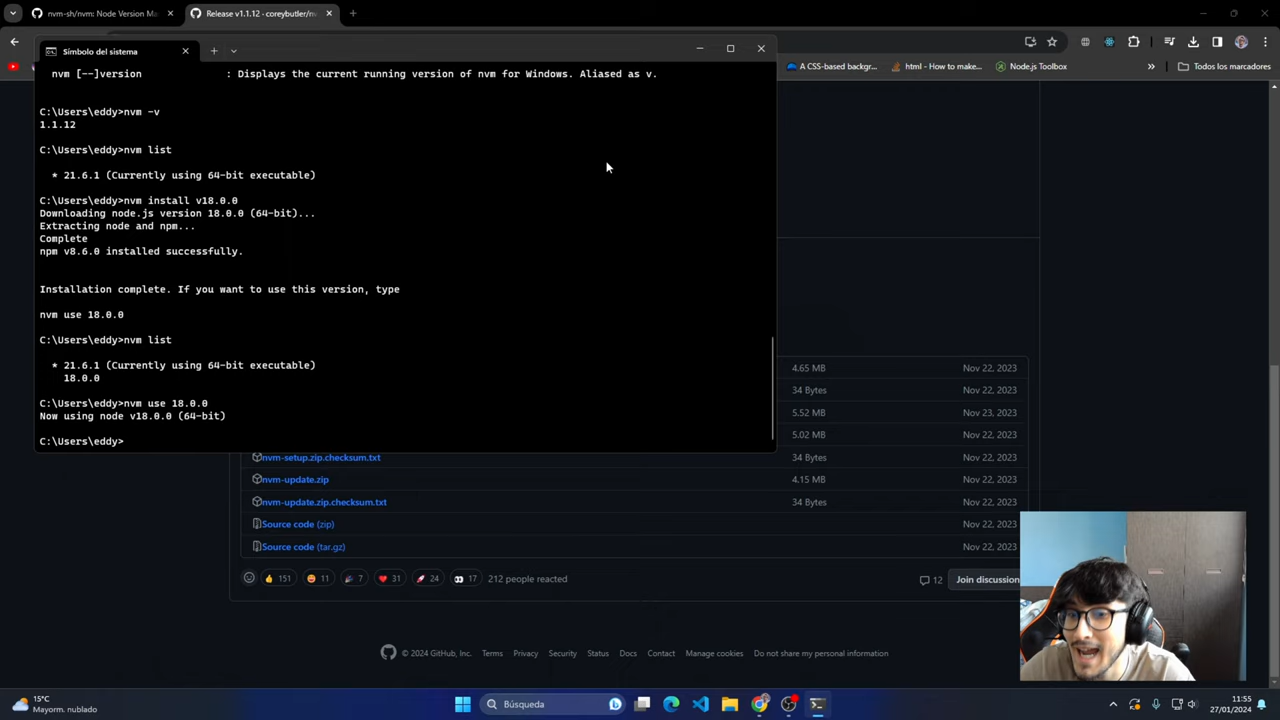 nvm-sh/nvm: Node Version Ma
Release v1.1.12 · coreybutler/n
A CSS-based backgr...
html - How to make...
Node.js Toolbox
Todos los marcadores
Símbolo del sistema
nvm [--]version : Displays the current running version of nvm for Windows. Aliased as v.
C:\Users\eddy>nvm -v
1.1.12
C:\Users\eddy>nvm list
* 21.6.1 (Currently using 64-bit executable)
C:\Users\eddy>nvm install v18.0.0
Downloading node.js version 18.0.0 (64-bit)...
Extracting node and npm...
Complete
npm v8.6.0 installed successfully.
Installation complete. If you want to use this version, type
nvm use 18.0.0
C:\Users\eddy>nvm list
* 21.6.1 (Currently using 64-bit executable)
18.0.0
C:\Users\eddy>nvm use 18.0.0
Now using node v18.0.0 (64-bit)
C:\Users\eddy>
4.65 MB Nov 22, 2023
34 Bytes Nov 22, 2023
5.52 MB Nov 23, 2023
5.02 MB Nov 22, 2023
nvm-setup.zip.checksum.txt 34 Bytes Nov 22, 2023
nvm-update.zip 4.15 MB Nov 22, 2023
nvm-update.zip.checksum.txt 34 Bytes Nov 22, 2023
Source code (zip) Nov 22, 2023
Source code (tar.gz) Nov 22, 2023
151 11 7 31 24 17 212 people reacted
12 Join discussion
© 2024 GitHub, Inc. Terms Privacy Security Status Docs Contact Manage cookies Do not share my personal information
15°C
Mayorm. nublado
Búsqueda
11:55
27/01/2024